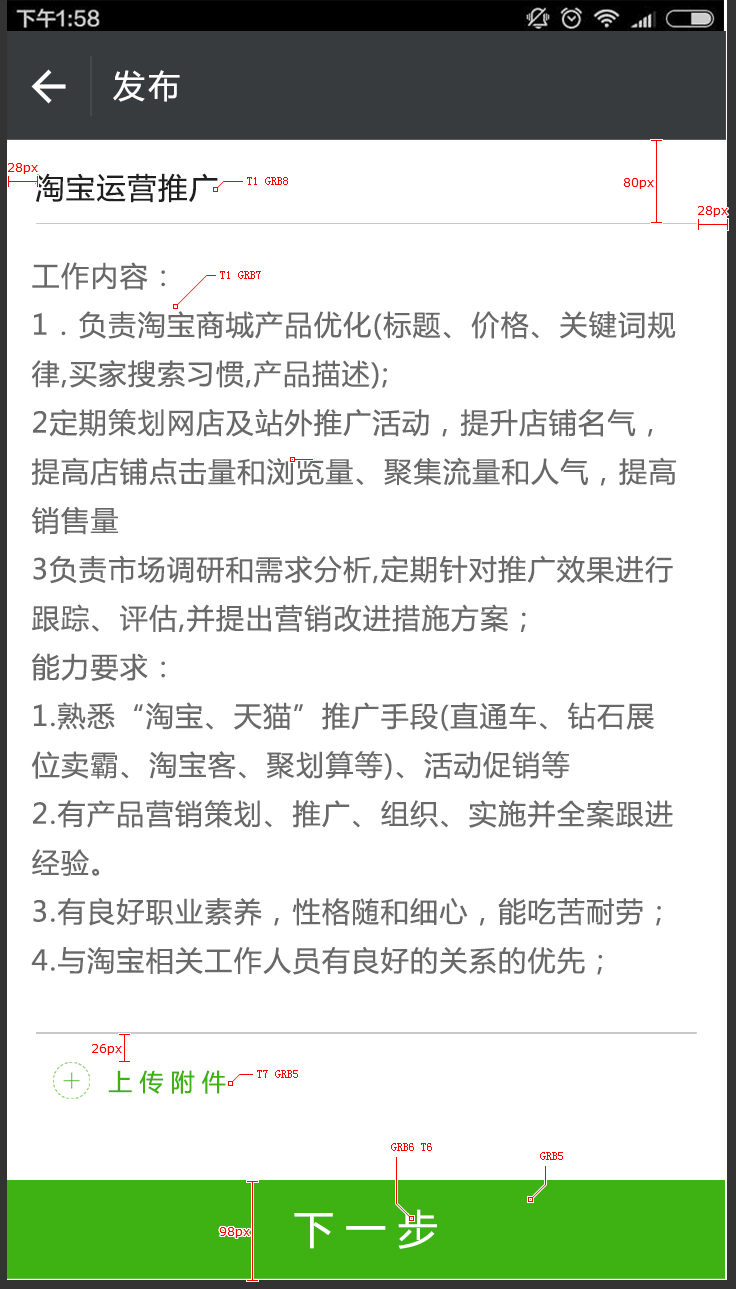 下午1:58
发布
28px
淘宝运营推广
T1 GRB8
80px
28px
工作内容：
T1 GRB7
1．负责淘宝商城产品优化(标题、价格、关键词规
律,买家搜索习惯,产品描述);
2定期策划网店及站外推广活动，提升店铺名气，
提高店铺点击量和浏览量、聚集流量和人气，提高
销售量
3负责市场调研和需求分析,定期针对推广效果进行
跟踪、评估,并提出营销改进措施方案；
能力要求：
1.熟悉“淘宝、天猫”推广手段(直通车、钻石展
位卖霸、淘宝客、聚划算等)、活动促销等
2.有产品营销策划、推广、组织、实施并全案跟进
经验。
3.有良好职业素养，性格随和细心，能吃苦耐劳；
4.与淘宝相关工作人员有良好的关系的优先；
26px
上传附件
T7 GRB5
GRB6 T6
GRB5
98px
下一步